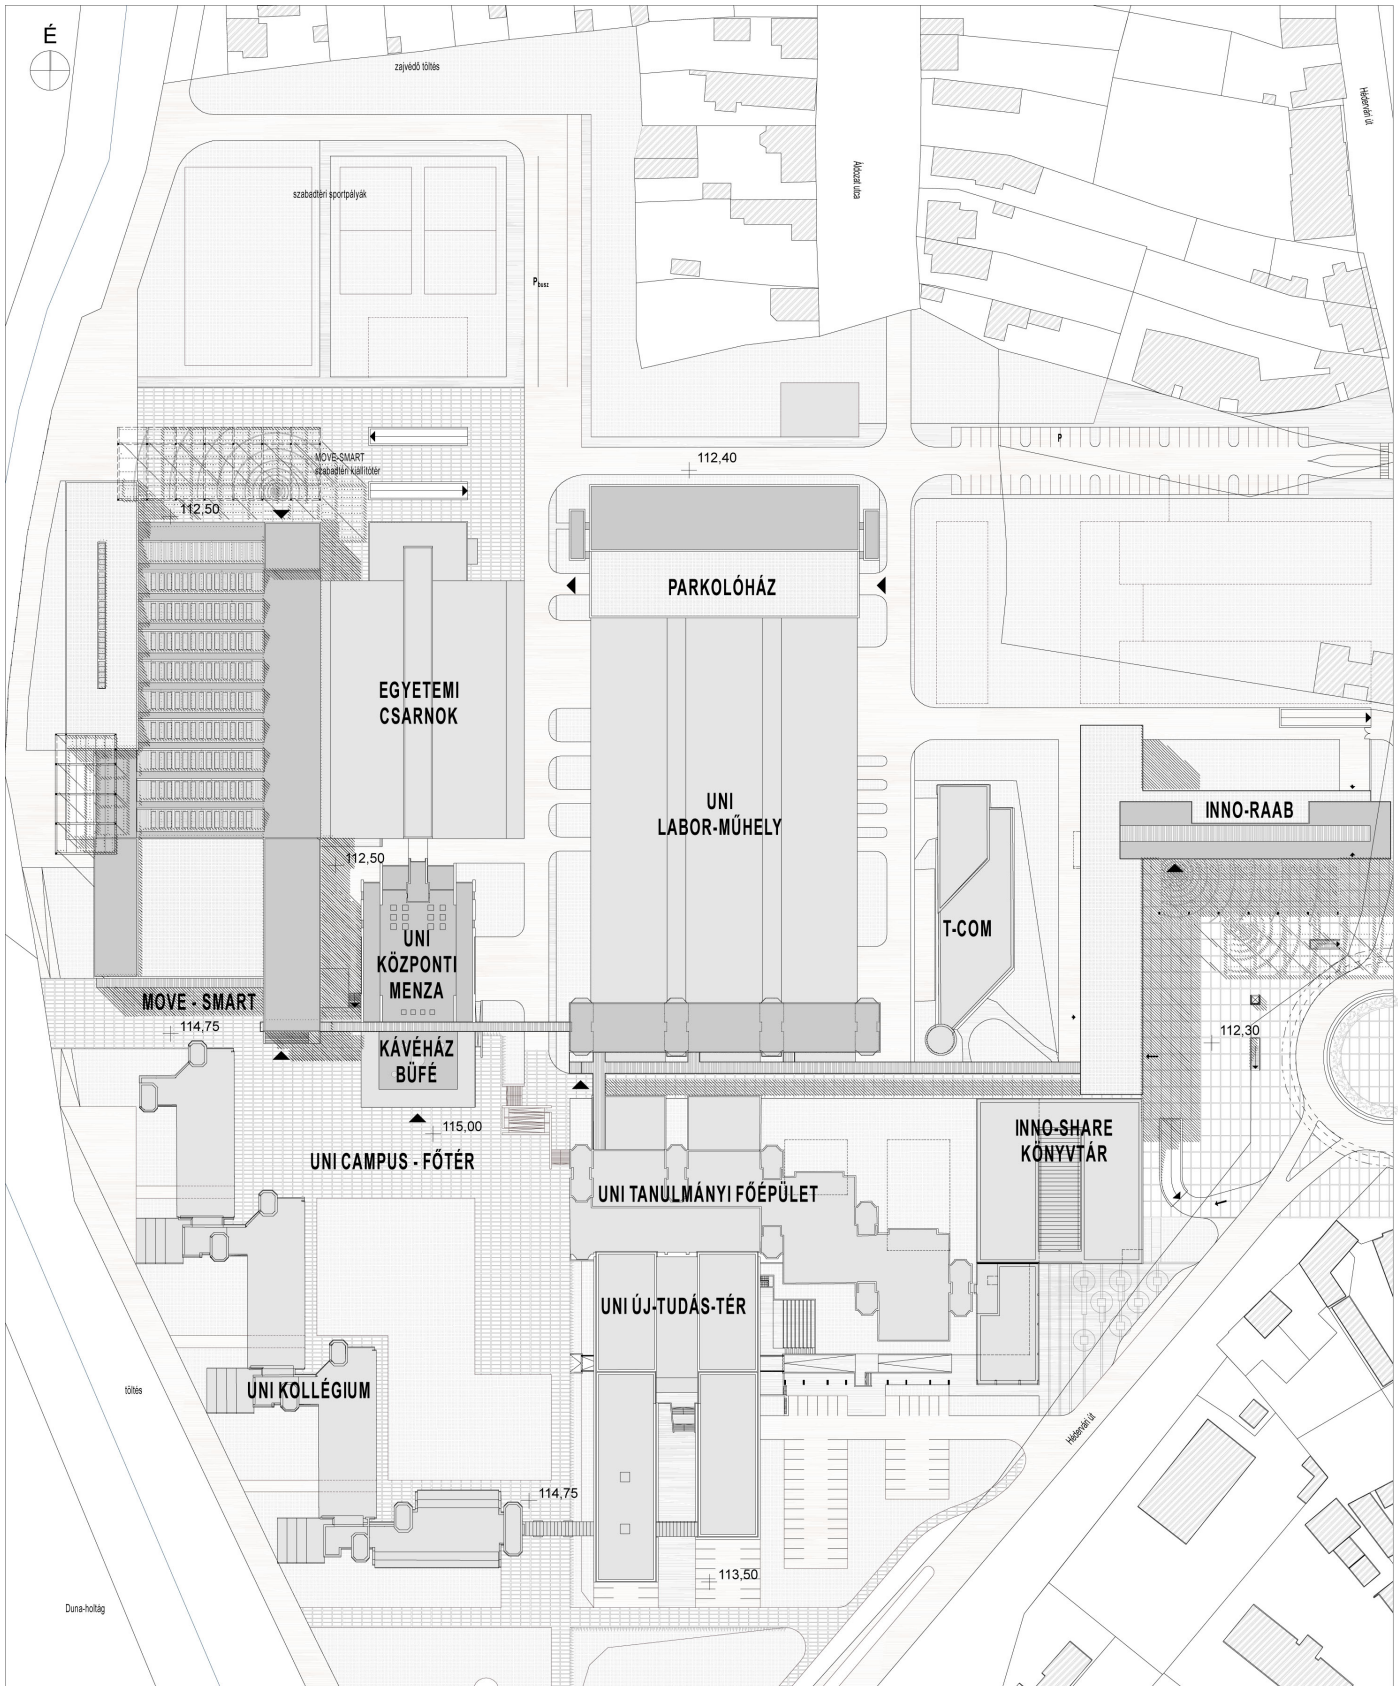 É
zajvédő töltés
Hédervári út
Áldozat utca
szabadtéri sportpályák
P busz
MOVE-SMART
szabadtéri kiállítótér
P
112,40
112,50
PARKOLÓHÁZ
EGYETEMI
CSARNOK
UNI
LABOR-MŰHELY
INNO-RAAB
112,50
T-COM
UNI
KÖZPONTI
MENZA
MOVE - SMART
114,75
112,30
KÁVÉHÁZ
BÜFÉ
115,00
INNO-SHARE
KÖNYVTÁR
UNI CAMPUS - FŐTÉR
UNI TANULMÁNYI FŐÉPÜLET
UNI ÚJ-TUDÁS-TÉR
töltés
UNI KOLLÉGIUM
Hédervári út
114,75
113,50
Duna-holtág